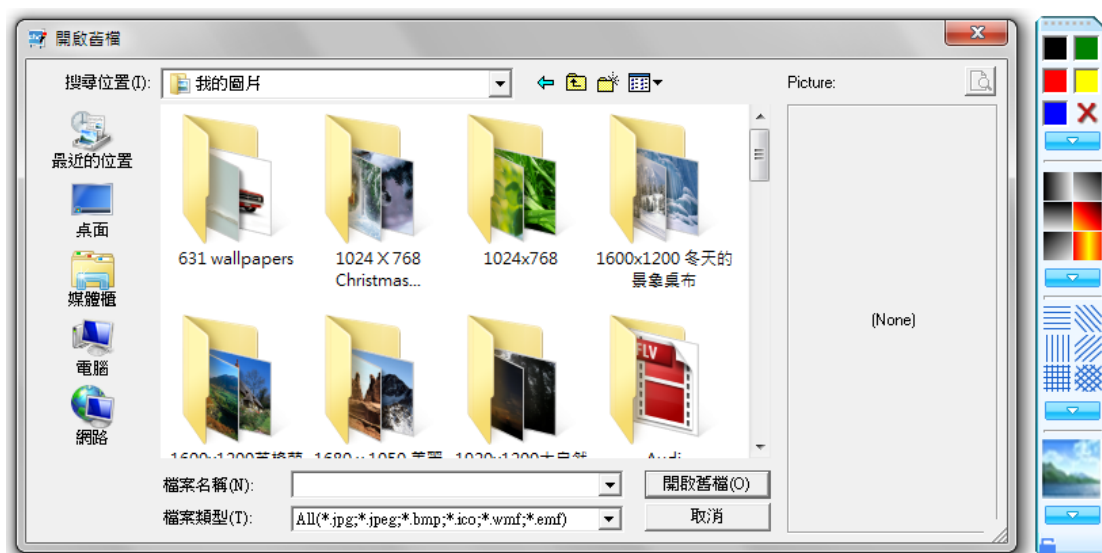 開啟舊檔
搜尋位置(I):
我的圖片
Picture:
最近的位置
桌面
媒體櫃
電腦
網路
631 wallpapers
1024 X 768
Christmas...
1024x768
1600x1200 冬天的
景象桌布
FLV
(None)
檔案名稱(N):
開啟舊檔(O)
檔案類型(T):
All(*.jpg;*.jpeg;*.bmp;*.ico;*.wmf;*.emf)
取消